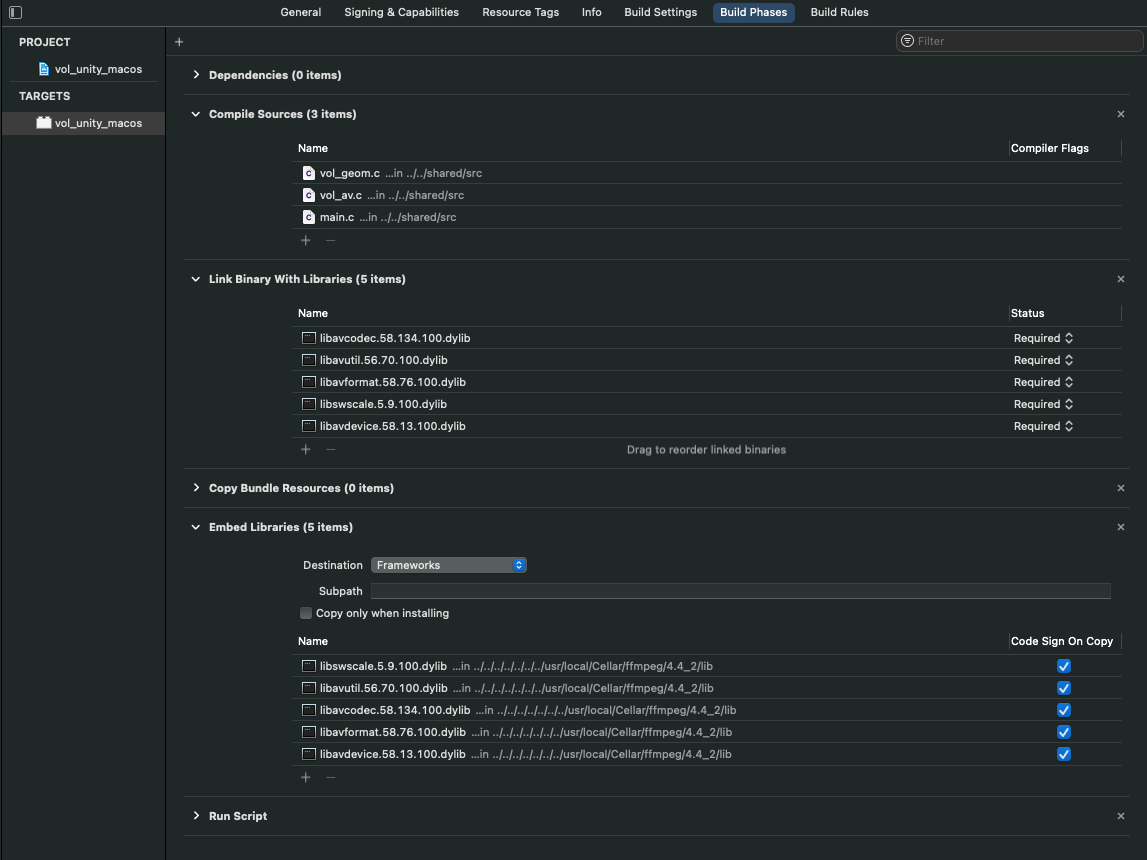 General Signing & Capabilities Resource Tags Info Build Settings Build Phases Build Rules
PROJECT
vol_unity_macos
TARGETS
vol_unity_macos
+ Filter
Dependencies (0 items)
Compile Sources (3 items) ×
Name Compiler Flags
vol_geom.c ...in ../../shared/src
vol_av.c ...in ../../shared/src
main.c ...in ../../shared/src
+ −
Link Binary With Libraries (5 items) ×
Name Status
libavcodec.58.134.100.dylib Required
libavutil.56.70.100.dylib Required
libavformat.58.76.100.dylib Required
libswscale.5.9.100.dylib Required
libavdevice.58.13.100.dylib Required
+ − Drag to reorder linked binaries
Copy Bundle Resources (0 items) ×
Embed Libraries (5 items) ×
Destination Frameworks
Subpath
Copy only when installing
Name Code Sign On Copy
libswscale.5.9.100.dylib ...in ../../../../../../usr/local/Cellar/ffmpeg/4.4_2/lib
libavutil.56.70.100.dylib ...in ../../../../../../usr/local/Cellar/ffmpeg/4.4_2/lib
libavcodec.58.134.100.dylib ...in ../../../../../../usr/local/Cellar/ffmpeg/4.4_2/lib
libavformat.58.76.100.dylib ...in ../../../../../../usr/local/Cellar/ffmpeg/4.4_2/lib
libavdevice.58.13.100.dylib ...in ../../../../../../usr/local/Cellar/ffmpeg/4.4_2/lib
+ −
Run Script ×